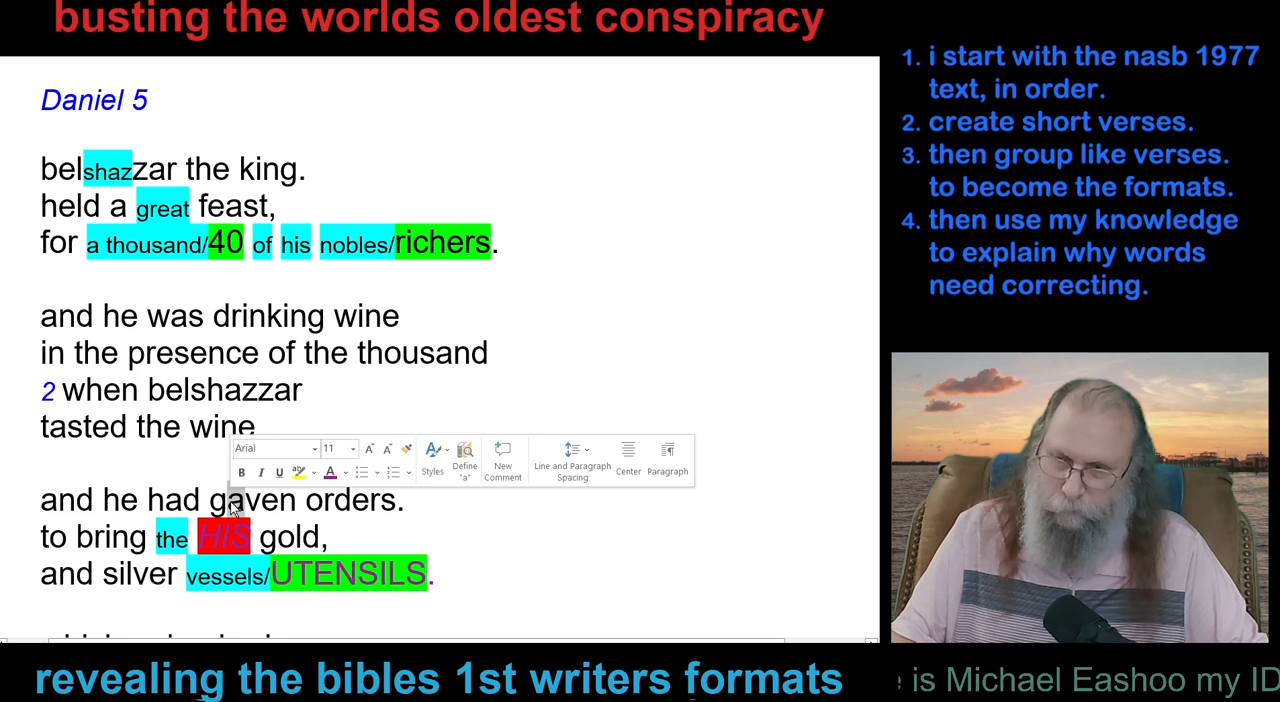 busting the worlds oldest conspiracy
Daniel 5
belshazzar the king.
held a great feast,
for a thousand/40 of his nobles/richers.
and he was drinking wine
in the presence of the thousand
2 when belshazzar
tasted the wine
Arial 11
Styles
Define "a"
New Comment
Line and Paragraph Spacing
Center
Paragraph
and he had gaven orders.
to bring the HIS gold,
and silver vessels/UTENSILS.
1. i start with the nasb 1977
text, in order.
2. create short verses.
3. then group like verses.
to become the formats.
4. then use my knowledge
to explain why words
need correcting.
revealing the bibles 1st writers formats
is Michael Eashoo my ID